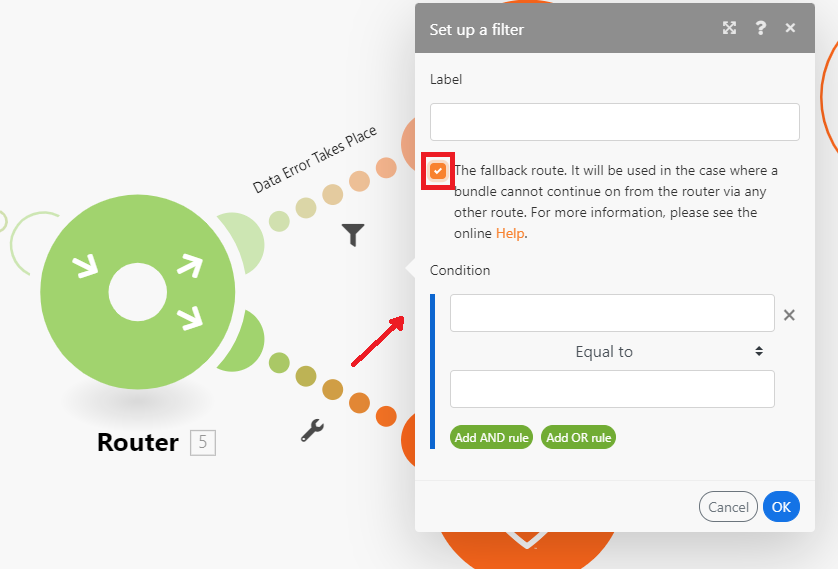 Set up a filter
?
Label
Data Error Takes Place
The fallback route. It will be used in the case where a
bundle cannot continue on from the router via any
other route. For more information, please see the
online Help.
Condition
Equal to
Add AND rule Add OR rule
Router 5
Cancel OK